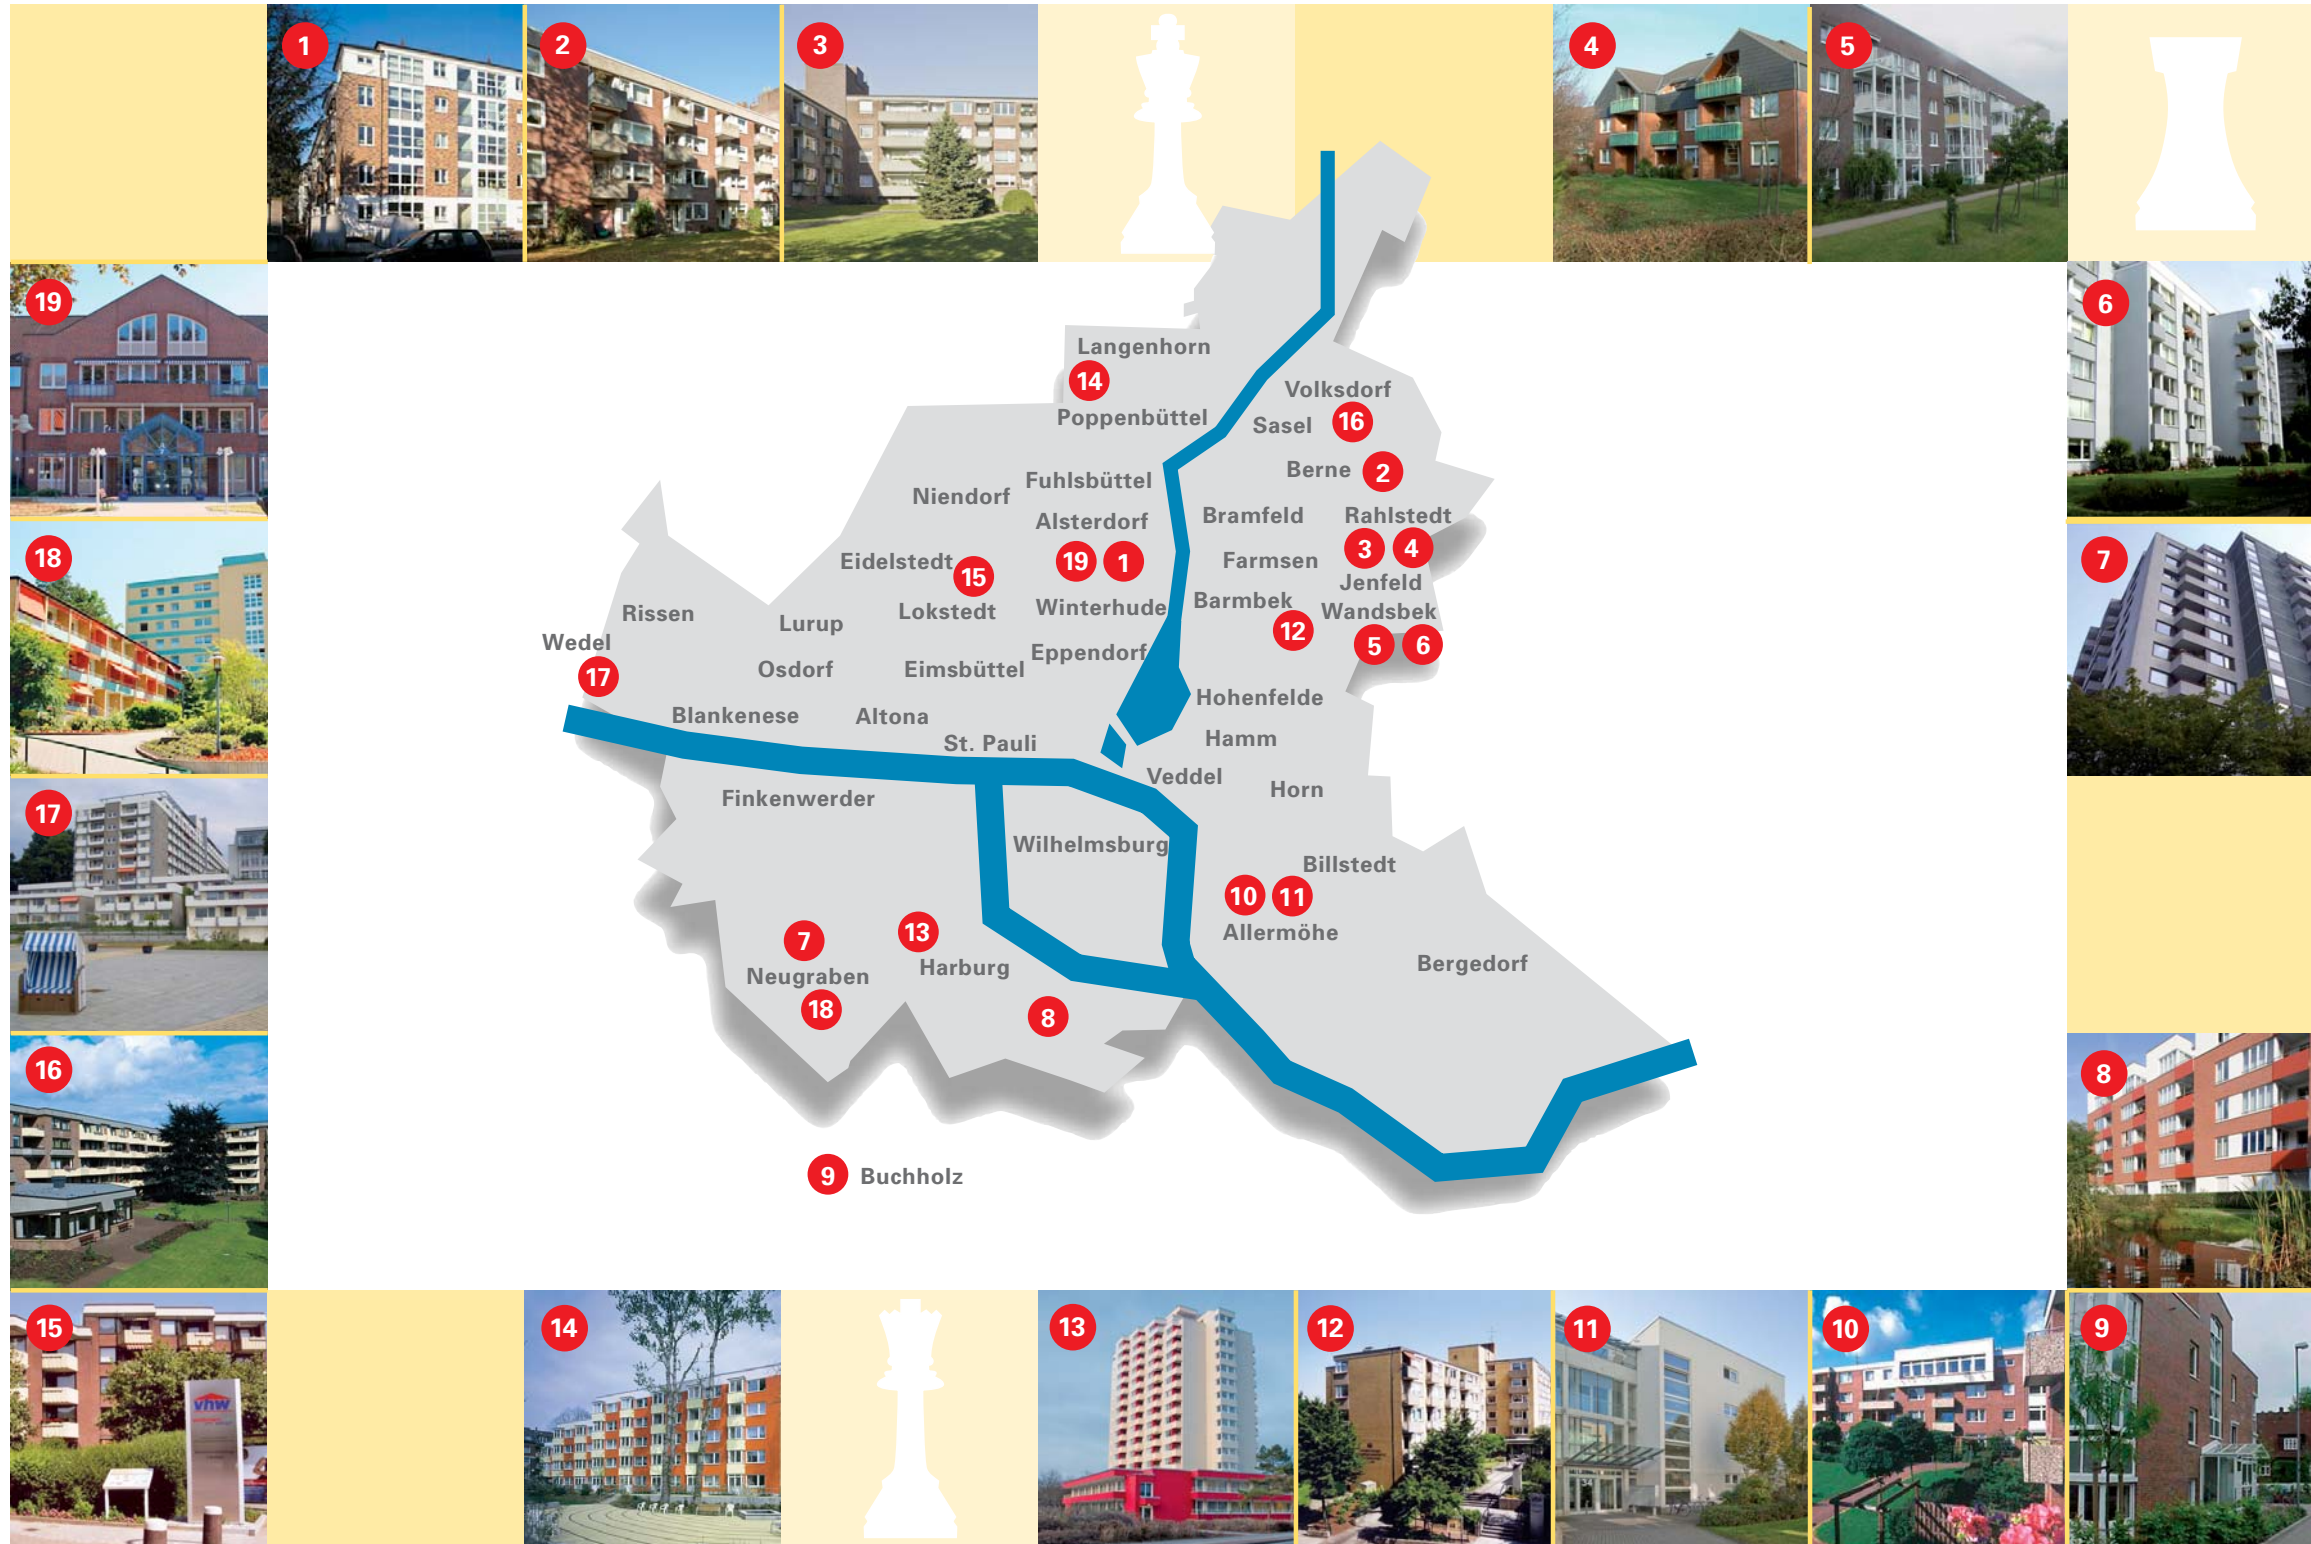 1
2
3
4
5
19
6
Langenhorn
14
Volksdorf
Poppenbüttel
Sasel
16
Berne
2
Fuhlsbüttel
Niendorf
Alsterdorf
Bramfeld
Rahlstedt
18
7
Eidelstedt
15
19
1
Farmsen
3
4
Jenfeld
Rissen
Lurup
Lokstedt
Winterhude
Barmbek
12
Wandsbek
5
6
Wedel
17
Osdorf
Eimsbüttel
Eppendorf
Hohenfelde
Blankenese
Altona
St. Pauli
Hamm
Veddel
Horn
17
Finkenwerder
Wilhelmsburg
Billstedt
10
11
Allermöhe
7
13
Neugraben
Harburg
Bergedorf
18
8
16
8
9
Buchholz
15
vhw
14
13
12
11
10
9